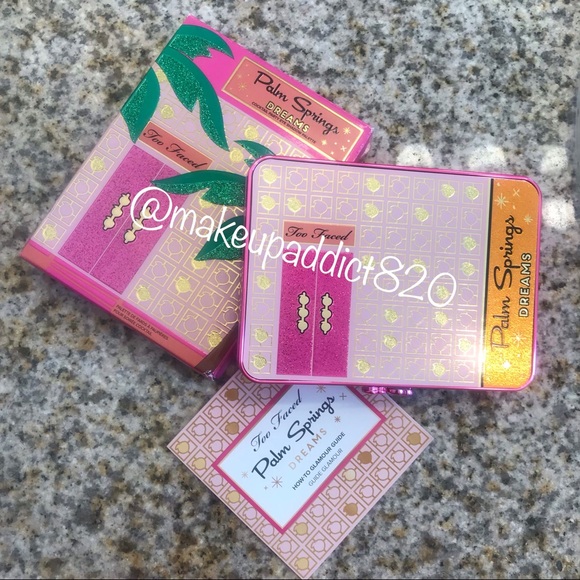 Palm Springs
DREAMS
Too Faced
@makeupaddict820
Too Faced
Palm Springs
DREAMS
Too Faced
Palm Springs
DREAMS
HOW-TO GLAMOUR GUIDE
GUIDE GLAMOUR